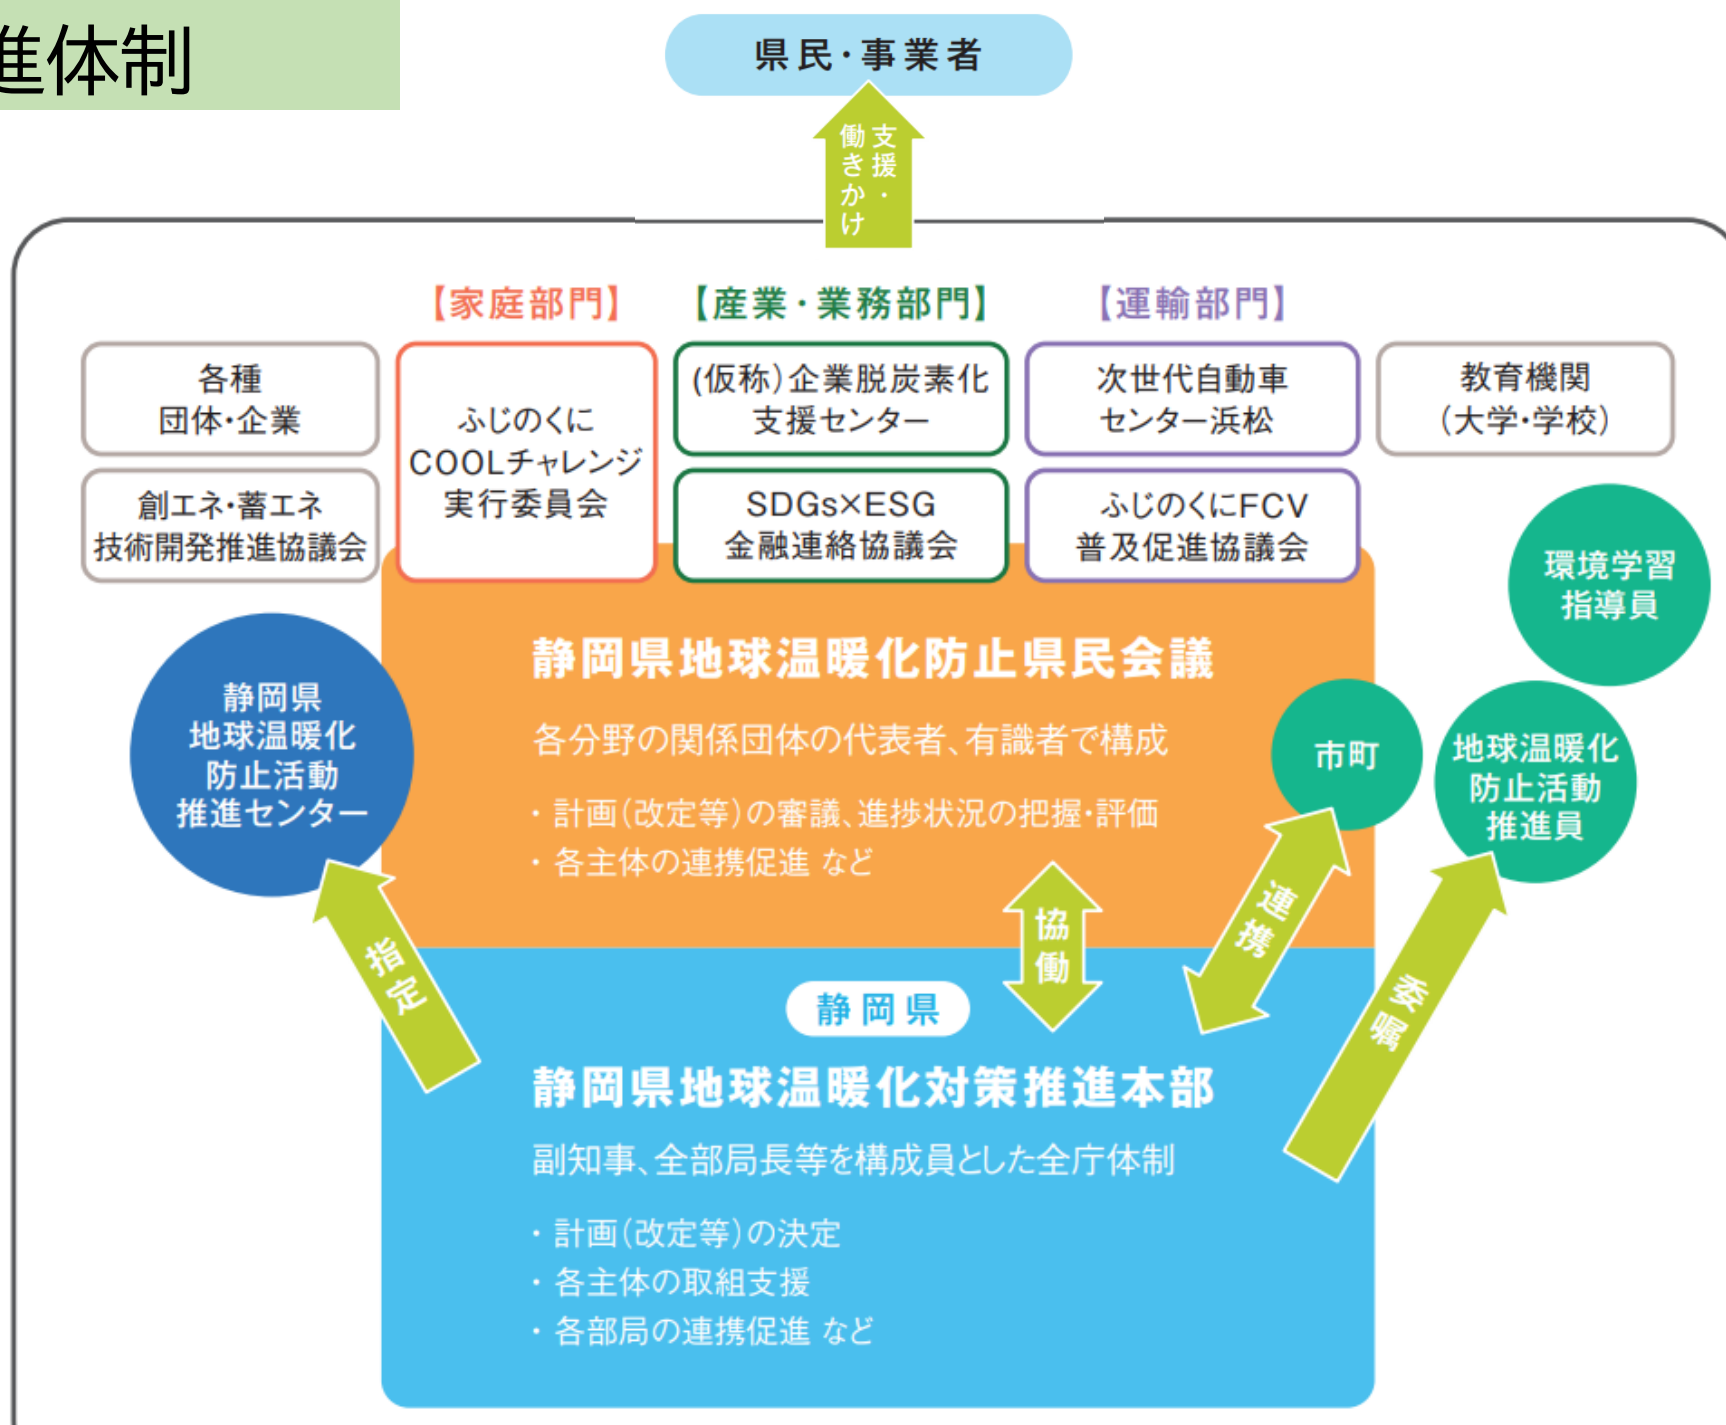 進体制
県民・事業者
支援・
働きかけ
【家庭部門】
【産業・業務部門】
【運輸部門】
各種
団体・企業
創エネ・蓄エネ
技術開発推進協議会
ふじのくに
COOLチャレンジ
実行委員会
(仮称)企業脱炭素化
支援センター
SDGs×ESG
金融連絡協議会
次世代自動車
センター浜松
ふじのくにFCV
普及促進協議会
教育機関
(大学・学校)
環境学習
指導員
静岡県
地球温暖化
防止活動
推進センター
静岡県地球温暖化防止県民会議
各分野の関係団体の代表者、有識者で構成
・計画(改定等)の審議、進捗状況の把握・評価
・各主体の連携促進 など
市町
地球温暖化
防止活動
推進員
指定
協働
連携
委嘱
静岡県
静岡県地球温暖化対策推進本部
副知事、全部局長等を構成員とした全庁体制
・計画(改定等)の決定
・各主体の取組支援
・各部局の連携促進 など